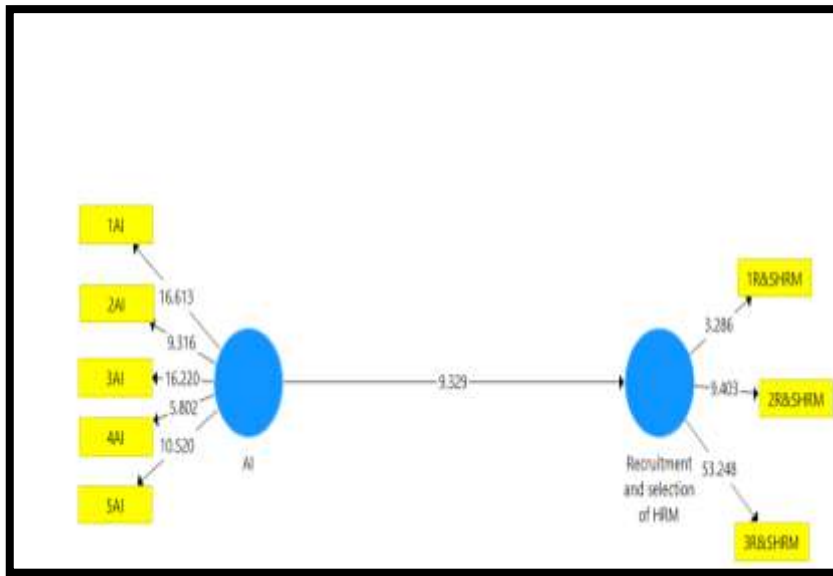 1AI
16.613
2AI
9.316
3AI
16.220
5.802
4AI
10.520
5AI
AI
9.329
1R&SHRM
3.286
9.403
2R&SHRM
Recruitment
and selection
of HRM
53.248
3R&SHRM